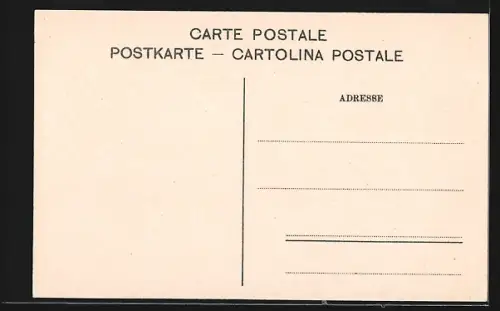 CARTE POSTALE
POSTKARTE — CARTOLINA POSTALE
ADRESSE